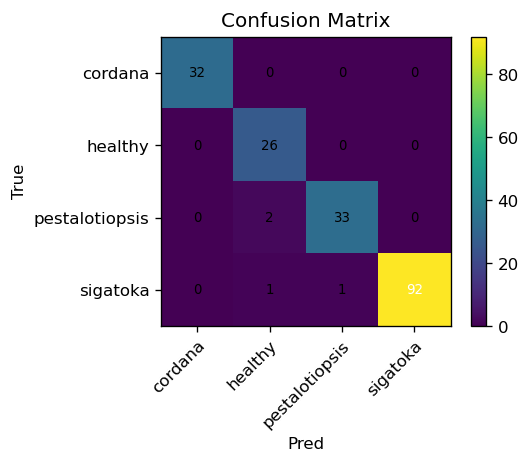 Confusion Matrix
True
cordana 32 0 0 0
healthy 0 26 0 0
pestalotiopsis 0 2 33 0
sigatoka 0 1 1 92
cordana healthy pestalotiopsis sigatoka
Pred
80
60
40
20
0